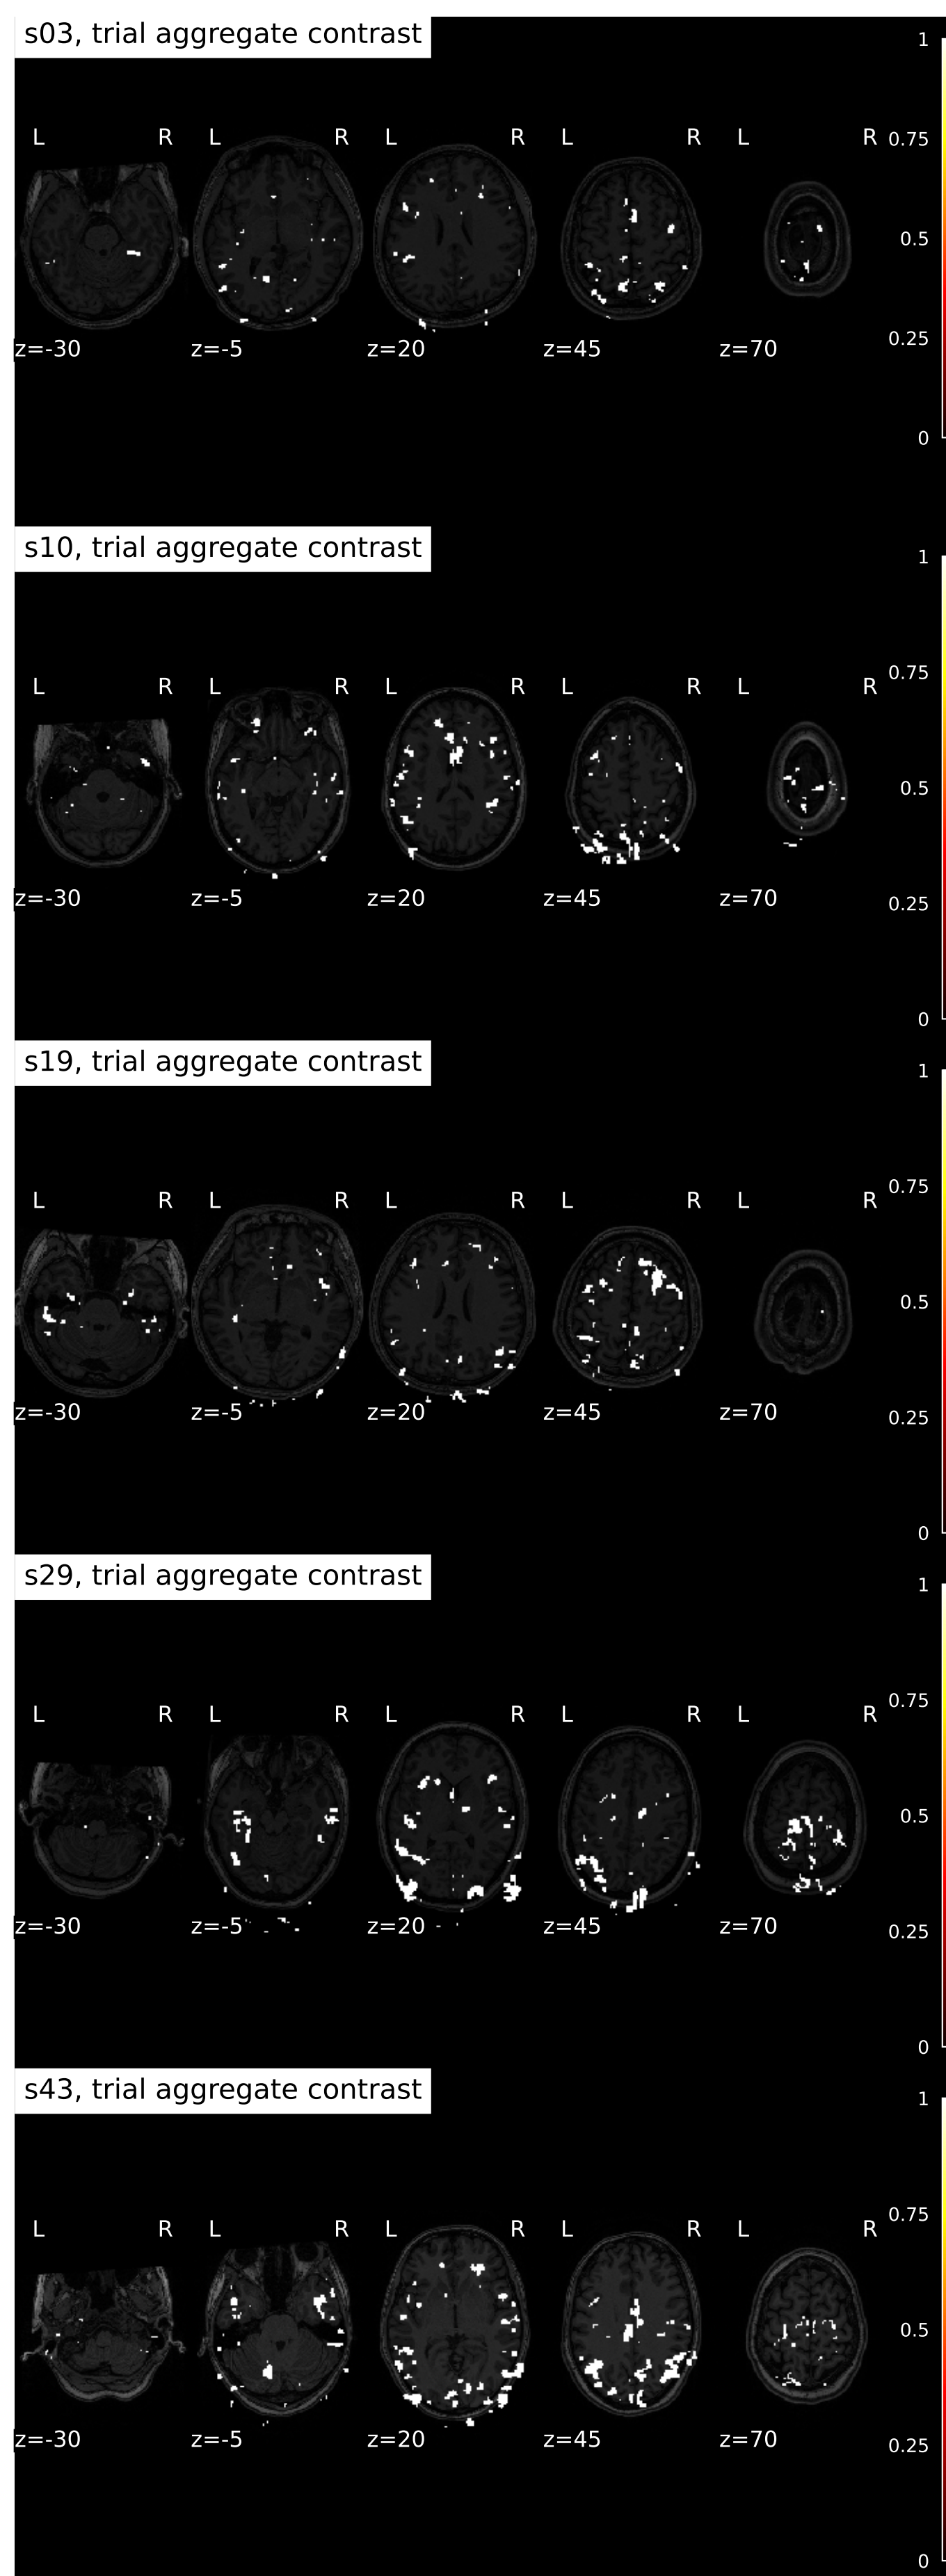 s03, trial aggregate contrast
1
L R L R L R L R L R 0.75
0.5
0.25
z=-30 z=-5 z=20 z=45 z=70
0
s10, trial aggregate contrast
1
0.75
L R L R L R L R L R
0.5
z=-30 z=-5 z=20 z=45 z=70
0.25
0
s19, trial aggregate contrast
1
0.75
L R L R L R L R L R
0.5
z=-30 z=-5 z=20 z=45 z=70
0.25
0
s29, trial aggregate contrast
1
0.75
L R L R L R L R L R
0.5
z=-30 z=-5 z=20 z=45 z=70
0.25
0
s43, trial aggregate contrast
1
0.75
L R L R L R L R L R
0.5
z=-30 z=-5 z=20 z=45 z=70
0.25
0